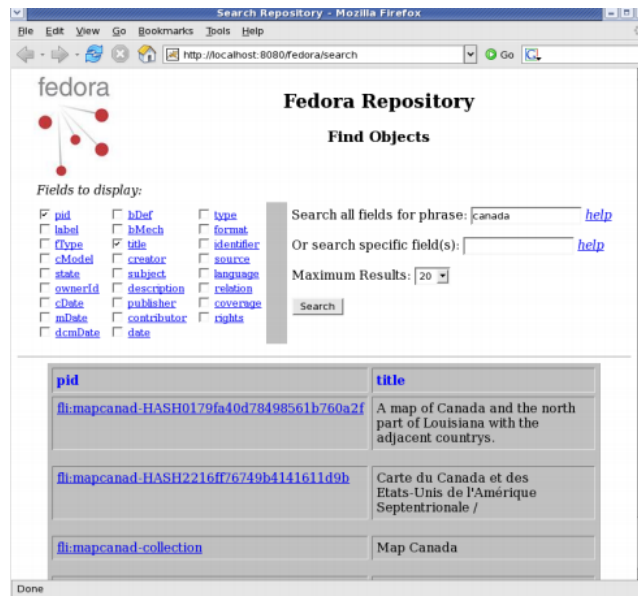 Search Repository - Mozilla Firefox
File Edit View Go Bookmarks Tools Help
http://localhost:8080/fedora/search Go
fedora
Fedora Repository
Find Objects
Fields to display:
pid bDef type
label bMech format
fType title identifier
cModel creator source
state subject language
ownerId description relation
cDate publisher coverage
mDate contributor rights
dcmDate date
Search all fields for phrase: canada help
Or search specific field(s): help
Maximum Results: 20
Search
pid title
fli:mapcanad-HASH0179fa40d78498561b760a2f A map of Canada and the north
part of Louisiana with the
adjacent countrys.
fli:mapcanad-HASH2216ff76749b4141611d9b Carte du Canada et des
Etats-Unis de l'Amérique
Septentrionale /
fli:mapcanad-collection Map Canada
Done